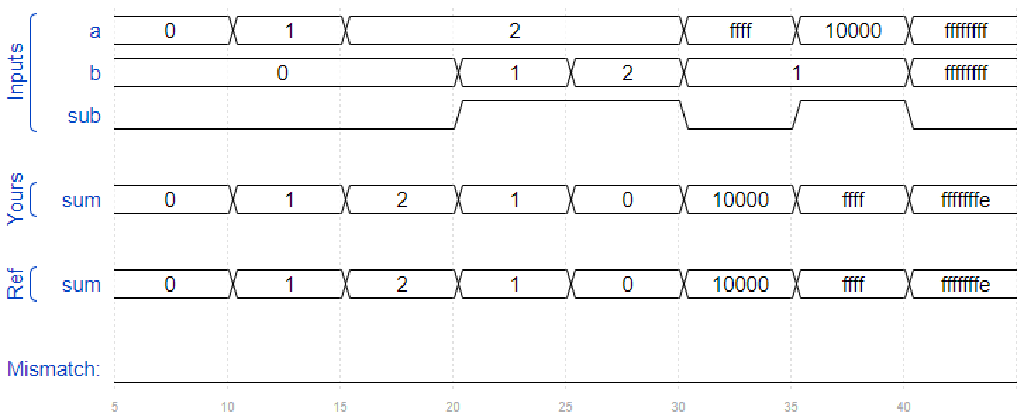 Inputs
a 0 1 2 ffff 10000 ffffffff
b 0 1 2 1 ffffffff
sub
Yours
sum 0 1 2 1 0 10000 ffff fffffffe
Ref
sum 0 1 2 1 0 10000 ffff fffffffe
Mismatch:
5 10 15 20 25 30 35 40